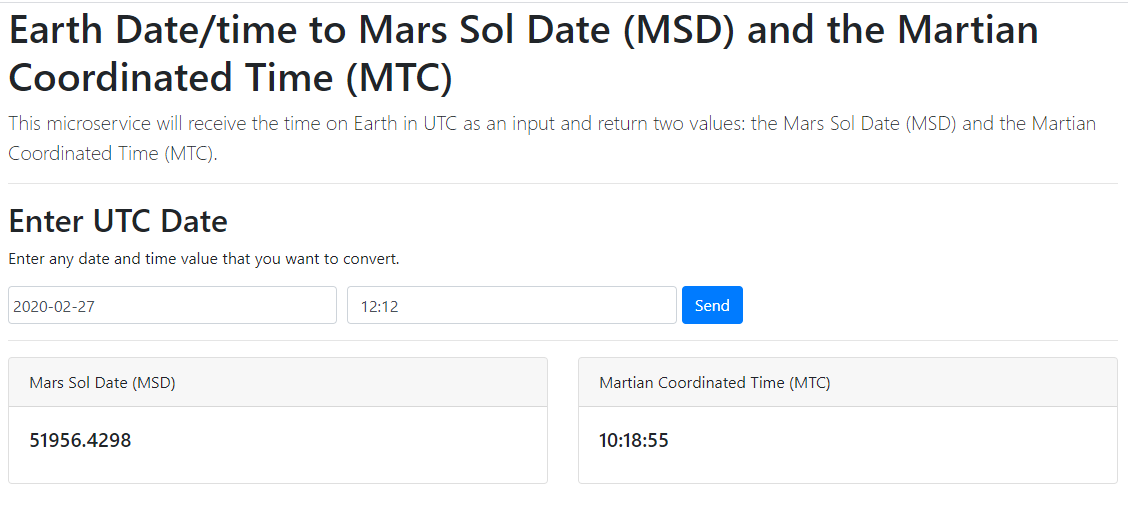 Earth Date/time to Mars Sol Date (MSD) and the Martian
Coordinated Time (MTC)
This microservice will receive the time on Earth in UTC as an input and return two values: the Mars Sol Date (MSD) and the Martian
Coordinated Time (MTC).
Enter UTC Date
Enter any date and time value that you want to convert.
2020-02-27 12:12 Send
Mars Sol Date (MSD) Martian Coordinated Time (MTC)
51956.4298 10:18:55